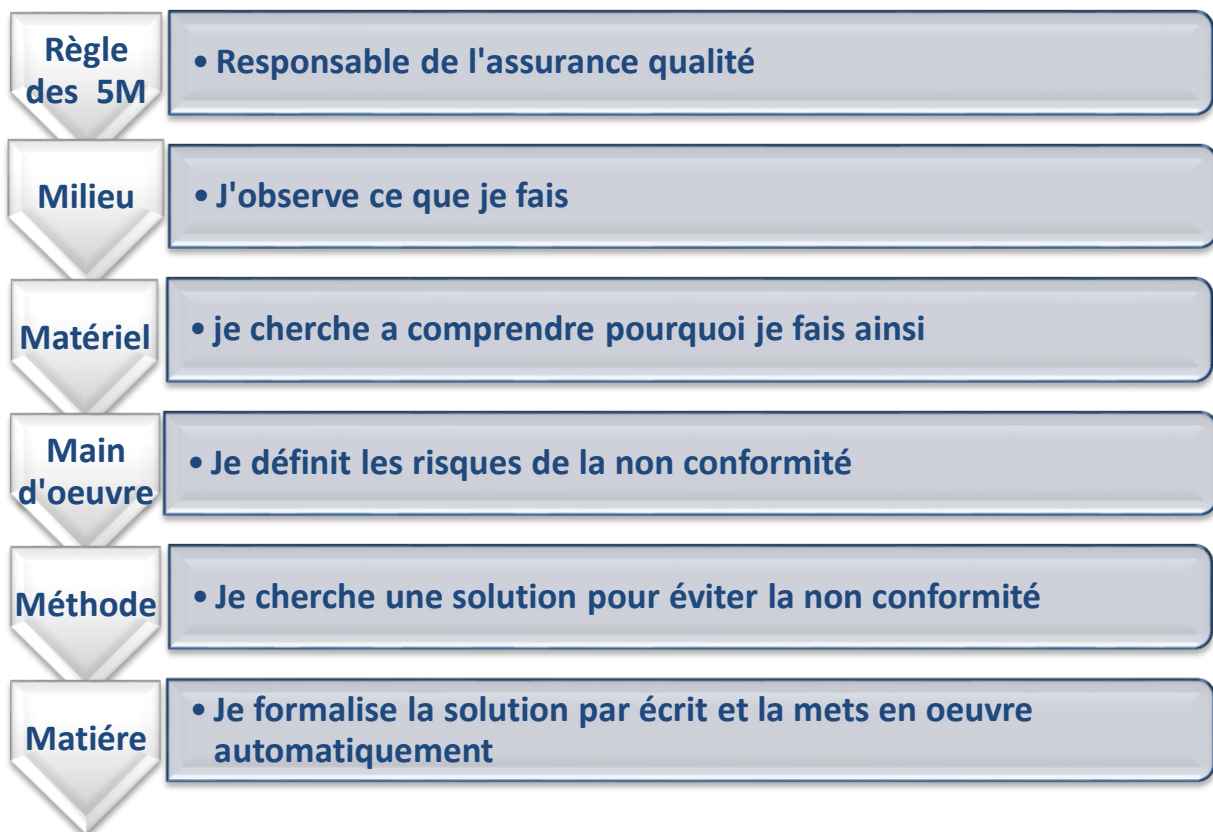 Règle
des 5M
• Responsable de l'assurance qualité
Milieu
• J'observe ce que je fais
Matériel
• je cherche a comprendre pourquoi je fais ainsi
Main
d'oeuvre
• Je définit les risques de la non conformité
Méthode
• Je cherche une solution pour éviter la non conformité
Matiére
• Je formalise la solution par écrit et la mets en oeuvre
automatiquement